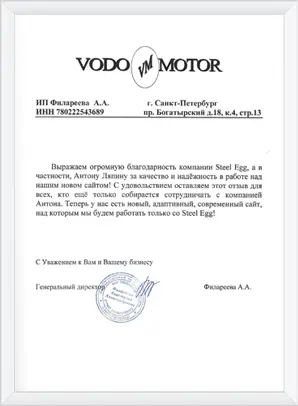 VODO VM MOTOR
ИП Филареева А.А. г. Санкт-Петербург
ИНН 780222543689 пр. Богатырский д.18, к.4, стр.13
Выражаем огромную благодарность компании Steel Egg, а в
частности, Антону Ляпину за качество и надёжность в работе над
нашим новом сайтом! С удовольствием оставляем этот отзыв для
всех, кто ещё только собирается сотрудничать с компанией
Антона. Теперь у нас есть новый, адаптивный, современный сайт,
над которым мы будем работать только со Steel Egg!
С Уважением к Вам и Вашему бизнесу
Генеральный директор Филареева А.А.